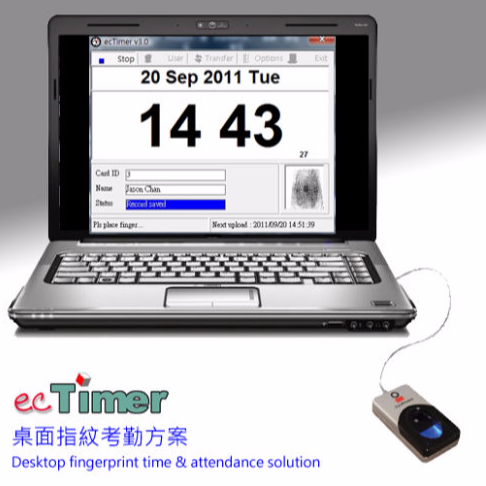 ecTimer v3.0
Stop User Transfer Options Exit
20 Sep 2011 Tue
14 43
27
Card ID 3
Name Jason Chan
Status Record saved
Pls place finger... Next upload : 2011/09/20 14:51:39
ecTimer
桌面指紋考勤方案
Desktop fingerprint time & attendance solution